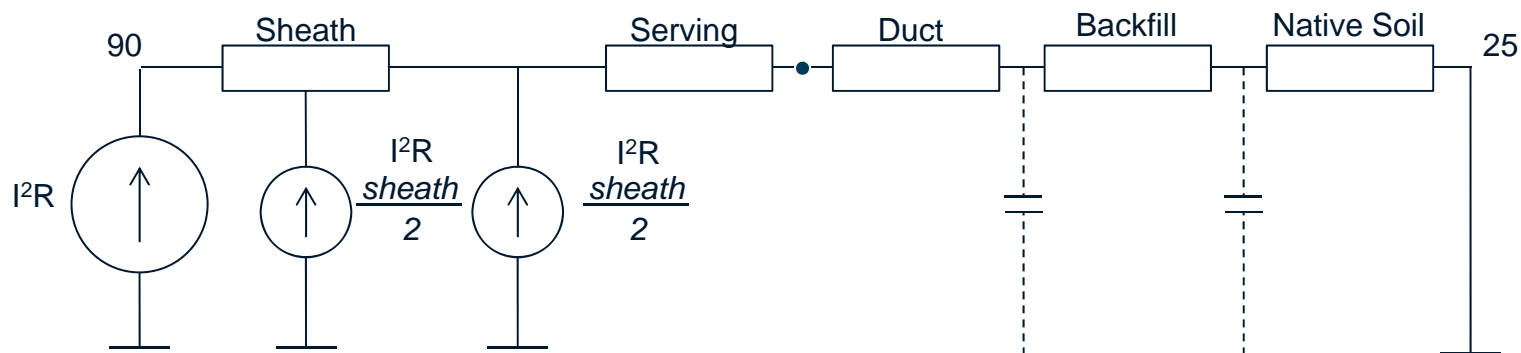 90
Sheath
Serving
Duct
Backfill
Native Soil
25
I²R
I²R
sheath
2
I²R
sheath
2